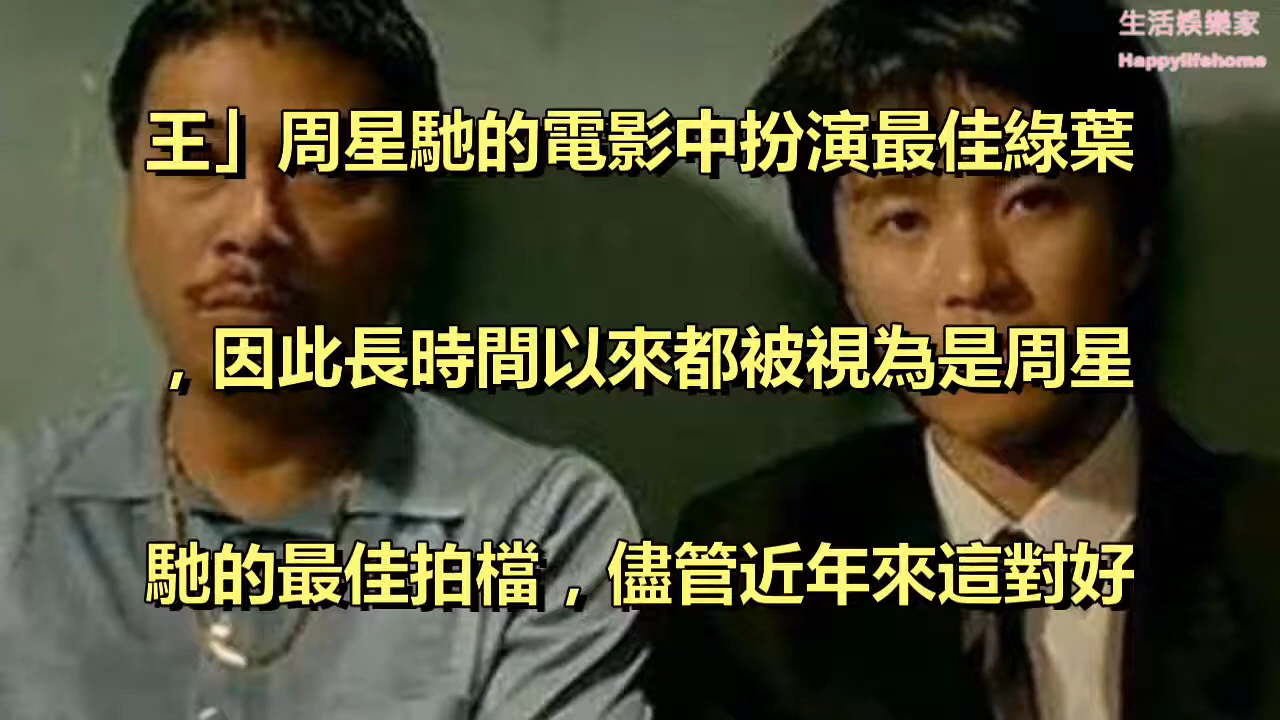 生活娛樂家
Happylifehome
王」周星馳的電影中扮演最佳綠葉
，因此長時間以來都被視為是周星
馳的最佳拍檔，儘管近年來這對好